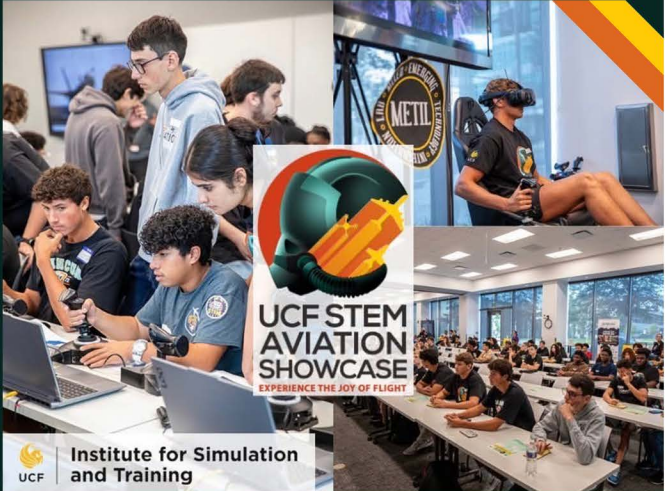 METIL
UCF STEM
AVIATION
SHOWCASE
EXPERIENCE THE JOY OF FLIGHT
UCF
Institute for Simulation
and Training